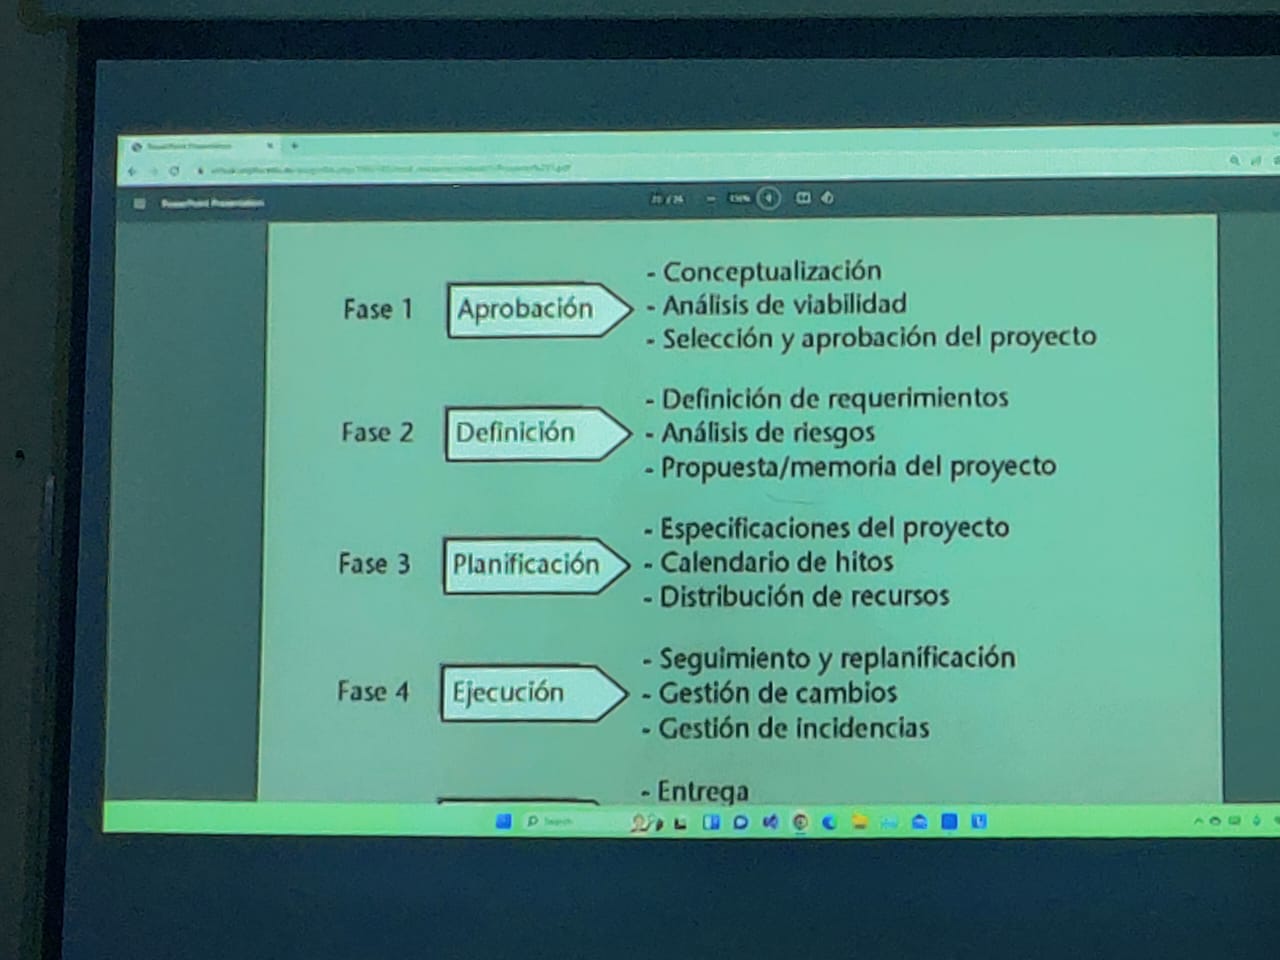 PowerPoint Presentation
PowerPoint Presentation
Fase 1
Aprobación
- Conceptualización
- Análisis de viabilidad
- Selección y aprobación del proyecto
Fase 2
Definición
- Definición de requerimientos
- Análisis de riesgos
- Propuesta/memoria del proyecto
Fase 3
Planificación
- Especificaciones del proyecto
- Calendario de hitos
- Distribución de recursos
Fase 4
Ejecución
- Seguimiento y replanificación
- Gestión de cambios
- Gestión de incidencias
- Entrega
Search